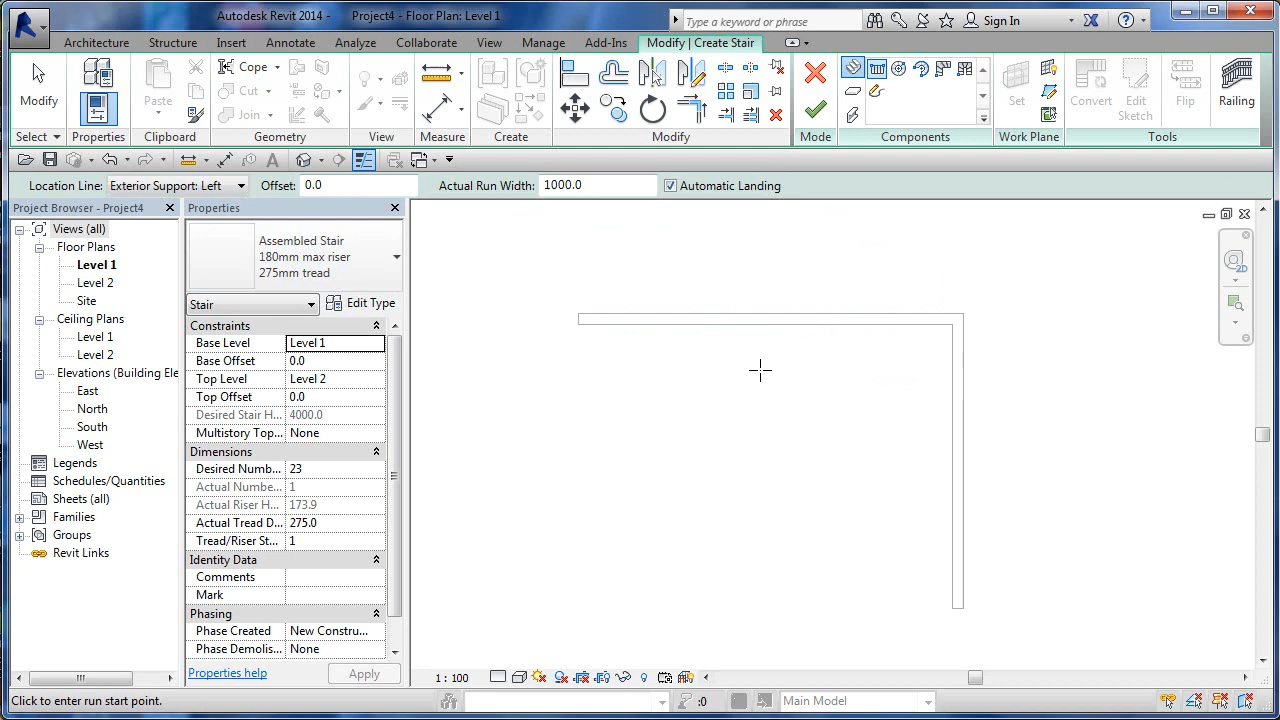 Autodesk Revit 2014 - Project4 - Floor Plan: Level 1
Type a keyword or phrase
Sign In
Architecture Structure Insert Annotate Analyze Collaborate View Manage Add-Ins Modify | Create Stair
Modify
Properties
Paste
Cope
Cut
Join
Set
Convert
Edit
Sketch
Flip
Railing
Select Properties Clipboard Geometry View Measure Create Modify Mode Components Work Plane Tools
Location Line: Exterior Support: Left Offset: 0.0 Actual Run Width: 1000.0 Automatic Landing
Project Browser - Project4
Views (all)
Floor Plans
Level 1
Level 2
Site
Ceiling Plans
Level 1
Level 2
Elevations (Building Ele
East
North
South
West
Legends
Schedules/Quantities
Sheets (all)
Families
Groups
Revit Links
Properties
Assembled Stair
180mm max riser
275mm tread
Stair Edit Type
Constraints
Base Level Level 1
Base Offset 0.0
Top Level Level 2
Top Offset 0.0
Desired Stair H... 4000.0
Multistory Top... None
Dimensions
Desired Numb... 23
Actual Numbe... 1
Actual Riser H... 173.9
Actual Tread D... 275.0
Tread/Riser St... 1
Identity Data
Comments
Mark
Phasing
Phase Created New Constru...
Phase Demolis... None
Properties help Apply
2D
1 : 100
Click to enter run start point.
:0
Main Model